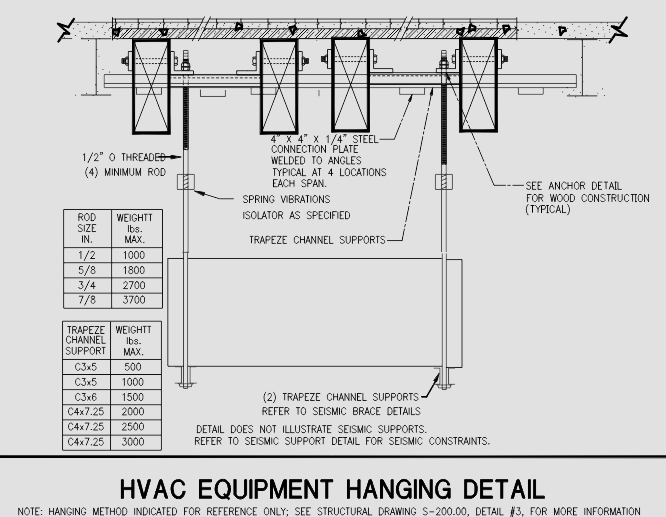 4" X 4" X 1/4" STEEL
CONNECTION PLATE
WELDED TO ANGLES
TYPICAL AT 4 LOCATIONS
EACH SPAN.
1/2" O THREADED
(4) MINIMUM ROD
SPRING VIBRATIONS
ISOLATOR AS SPECIFIED
SEE ANCHOR DETAIL
FOR WOOD CONSTRUCTION
(TYPICAL)
TRAPEZE CHANNEL SUPPORTS
ROD SIZE IN. WEIGHTT lbs. MAX.
1/2 1000
5/8 1800
3/4 2700
7/8 3700
TRAPEZE CHANNEL SUPPORT WEIGHTT lbs. MAX.
C3x5 500
C3x5 1000
C3x6 1500
C4x7.25 2000
C4x7.25 2500
C4x7.25 3000
(2) TRAPEZE CHANNEL SUPPORTS
REFER TO SEISMIC BRACE DETAILS
DETAIL DOES NOT ILLUSTRATE SEISMIC SUPPORTS.
REFER TO SEISMIC SUPPORT DETAIL FOR SEISMIC CONSTRAINTS.
HVAC EQUIPMENT HANGING DETAIL
NOTE: HANGING METHOD INDICATED FOR REFERENCE ONLY; SEE STRUCTURAL DRAWING S-200.00, DETAIL #3, FOR MORE INFORMATION